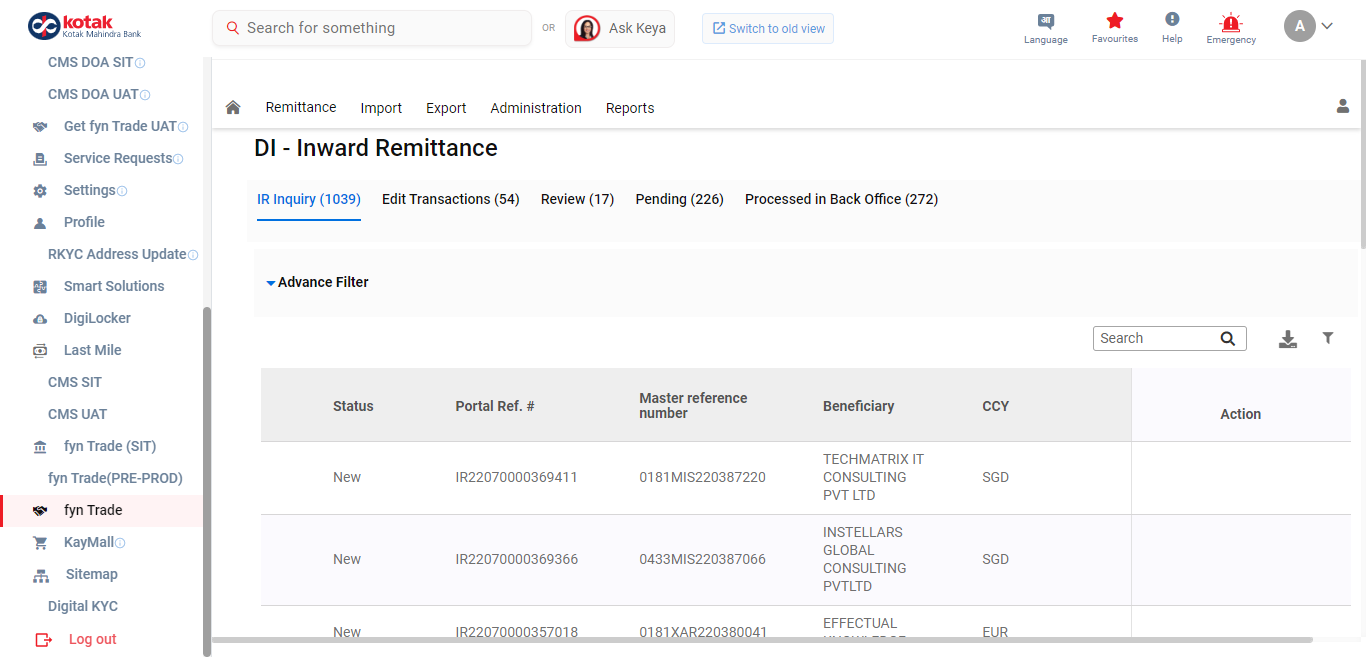 kotak
Kotak Mahindra Bank
Search for something
OR
Ask Keya
Switch to old view
अ
Language
Favourites
Help
Emergency
A
CMS DOA SIT
CMS DOA UAT
Get fyn Trade UAT
Service Requests
Settings
Profile
RKYC Address Update
Smart Solutions
DigiLocker
Last Mile
CMS SIT
CMS UAT
fyn Trade (SIT)
fyn Trade(PRE-PROD)
fyn Trade
KayMall
Sitemap
Digital KYC
Log out
Remittance Import Export Administration Reports
DI - Inward Remittance
IR Inquiry (1039) Edit Transactions (54) Review (17) Pending (226) Processed in Back Office (272)
Advance Filter
Search
Status Portal Ref. # Master reference number Beneficiary CCY Action
New IR22070000369411 0181MIS220387220 TECHMATRIX IT CONSULTING PVT LTD SGD
New IR22070000369366 0433MIS220387066 INSTELLARS GLOBAL CONSULTING PVTLTD SGD
New IR22070000357018 0181XAR220380041 EFFECTUAL EUR